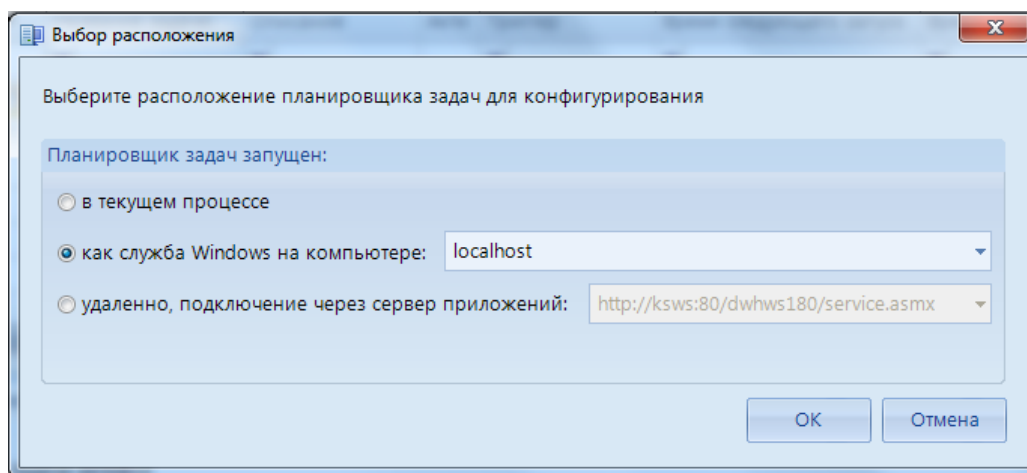 Выбор расположения
Выберите расположение планировщика задач для конфигурирования
Планировщик задач запущен:
в текущем процессе
как служба Windows на компьютере: localhost
удаленно, подключение через сервер приложений: http://ksws:80/dwhws180/service.asmx
ОК Отмена